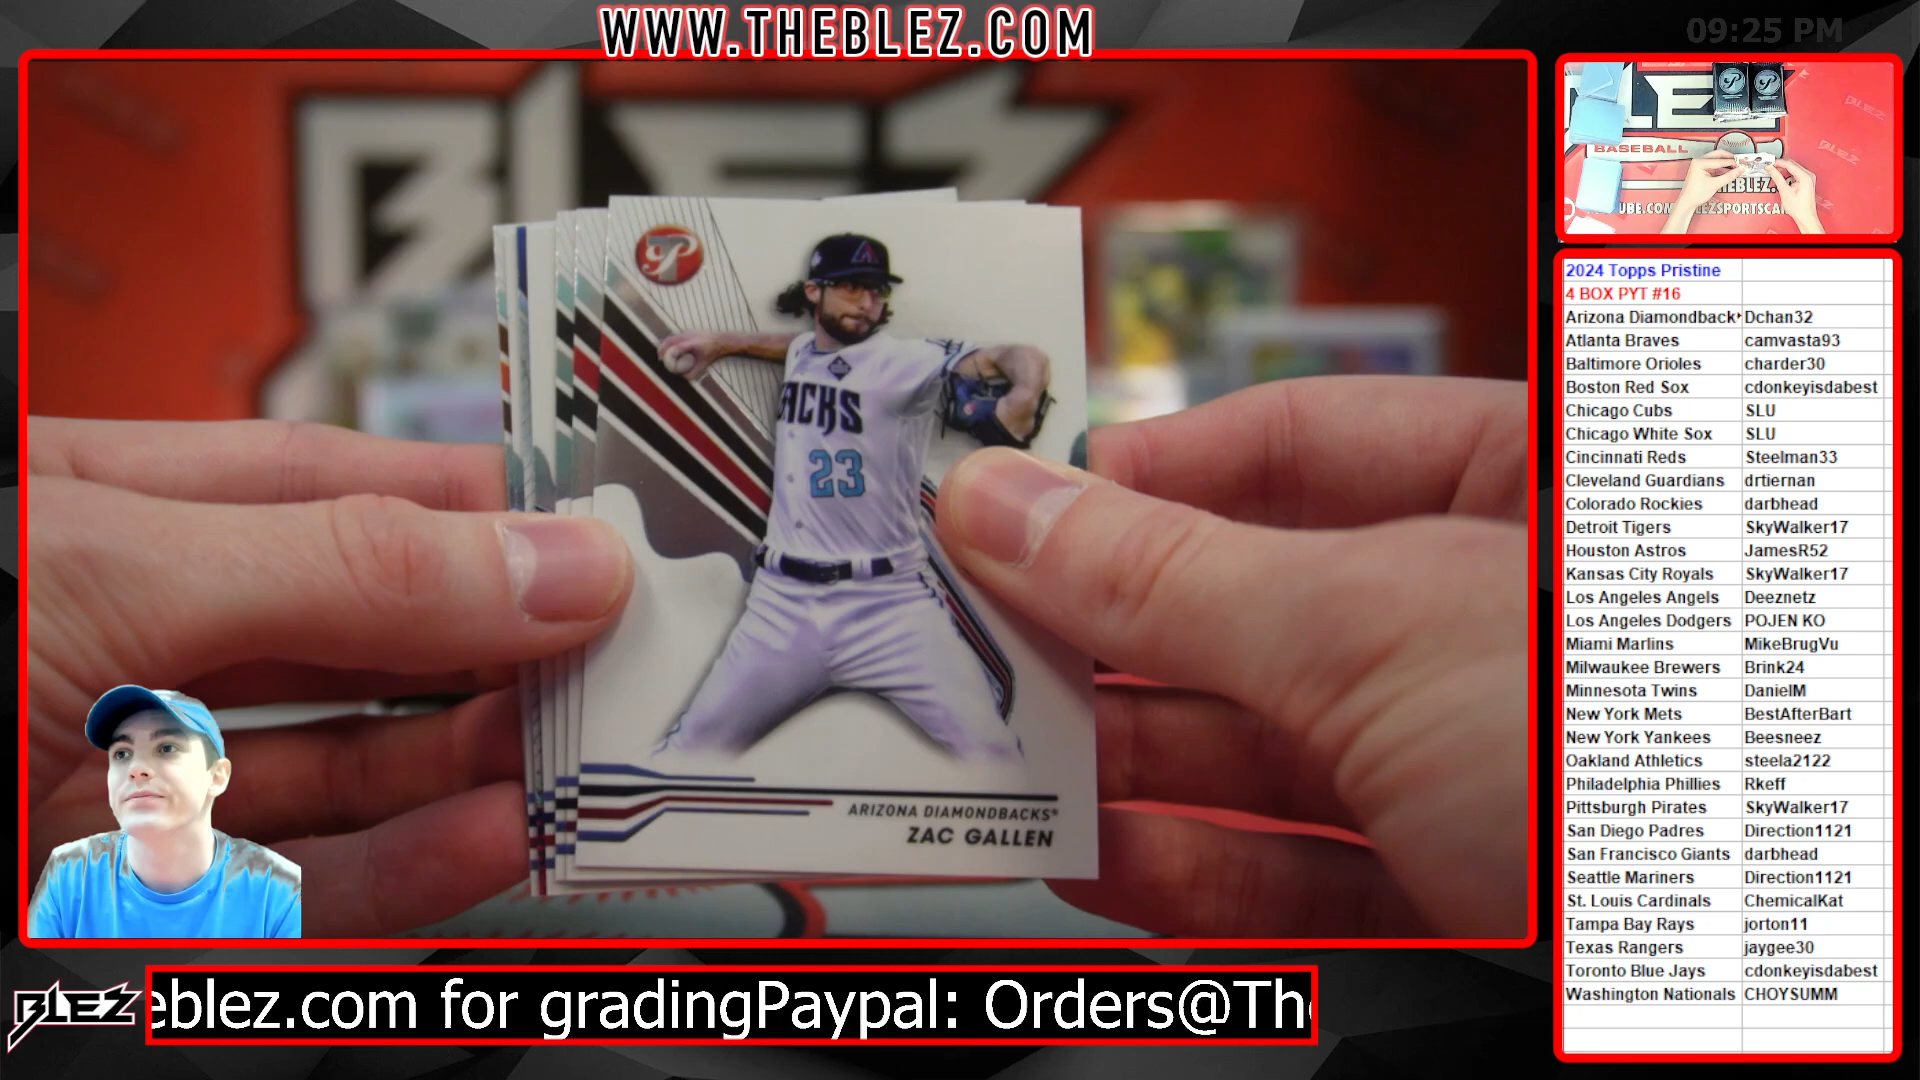 WWW.THEBLEZ.COM
09:25 PM
BLEZ
ACKS
23
ARIZONA DIAMONDBACKS®
ZAC GALLEN
BASEBALL
2024 Topps Pristine
4 BOX PYT #16
Arizona Diamondback Dchan32
Atlanta Braves camvasta93
Baltimore Orioles charder30
Boston Red Sox cdonkeyisdabest
Chicago Cubs SLU
Chicago White Sox SLU
Cincinnati Reds Steelman33
Cleveland Guardians drtiernan
Colorado Rockies darbhead
Detroit Tigers SkyWalker17
Houston Astros JamesR52
Kansas City Royals SkyWalker17
Los Angeles Angels Deeznetz
Los Angeles Dodgers POJEN KO
Miami Marlins MikeBrugVu
Milwaukee Brewers Brink24
Minnesota Twins DanielM
New York Mets BestAfterBart
New York Yankees Beesneez
Oakland Athletics steela2122
Philadelphia Phillies Rkeff
Pittsburgh Pirates SkyWalker17
San Diego Padres Direction1121
San Francisco Giants darbhead
Seattle Mariners Direction1121
St. Louis Cardinals ChemicalKat
Tampa Bay Rays jorton11
Texas Rangers jaygee30
Toronto Blue Jays cdonkeyisdabest
Washington Nationals CHOYSUMM
BLEZ
eblez.com for gradingPaypal: Orders@The